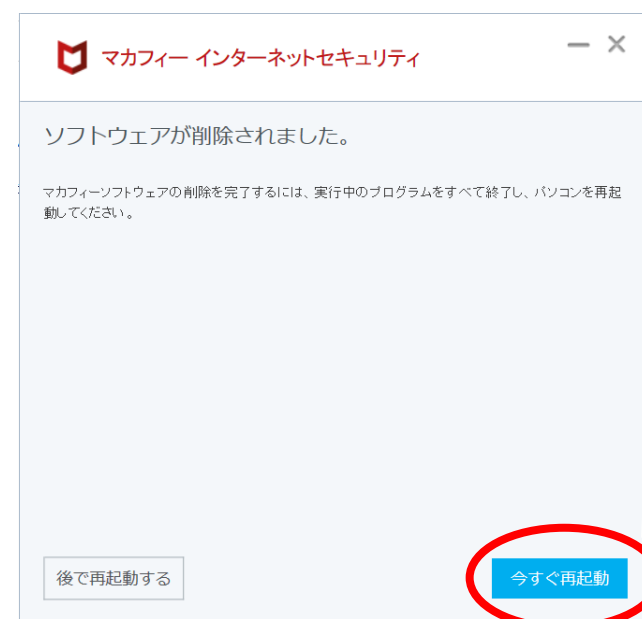 マカフィー インターネットセキュリティ
ソフトウェアが削除されました。
マカフィーソフトウェアの削除を完了するには、実行中のプログラムをすべて終了し、パソコンを再起
動してください。
後で再起動する
今すぐ再起動